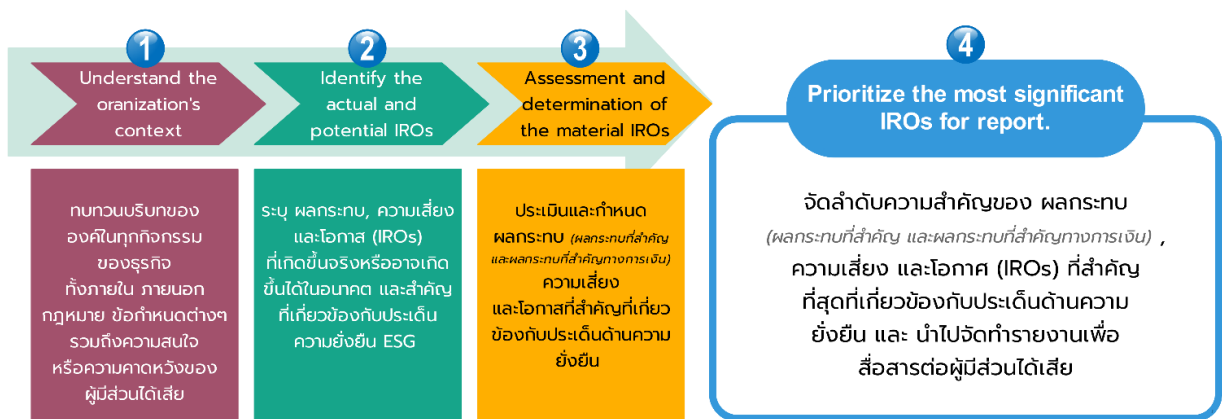 1
Understand the
oranization's
context
2
Identify the
actual and
potential IROs
3
Assessment and
determination of
the material IROs
4
Prioritize the most significant
IROs for report.
ทบทวนบริบทของ
องค์ในทุกกิจกรรม
ของธุรกิจ
ทั้งภายใน ภายนอก
กฎหมาย ข้อกำหนดต่างๆ
รวมถึงความสนใจ
หรือความคาดหวังของ
ผู้มีส่วนได้เสีย
ระบุ ผลกระทบ, ความเสี่ยง
และโอกาส (IROs)
ที่เกิดขึ้นจริงหรืออาจเกิด
ขึ้นได้ในอนาคต และสำคัญ
ที่เกี่ยวข้องกับประเด็น
ความยั่งยืน ESG
ประเมินและกำหนด
ผลกระทบ (ผลกระทบที่สำคัญ
และผลกระทบที่สำคัญทางการเงิน)
ความเสี่ยง
และโอกาสที่สำคัญที่เกี่ยว
ข้องกับประเด็นด้านความ
ยั่งยืน
จัดลำดับความสำคัญของ ผลกระทบ
(ผลกระทบที่สำคัญ และผลกระทบที่สำคัญทางการเงิน) ,
ความเสี่ยง และโอกาศ (IROs) ที่สำคัญ
ที่สุดที่เกี่ยวข้องกับประเด็นด้านความ
ยั่งยืน และ นำไปจัดทำรายงานเพื่อ
สื่อสารต่อผู้มีส่วนได้เสีย